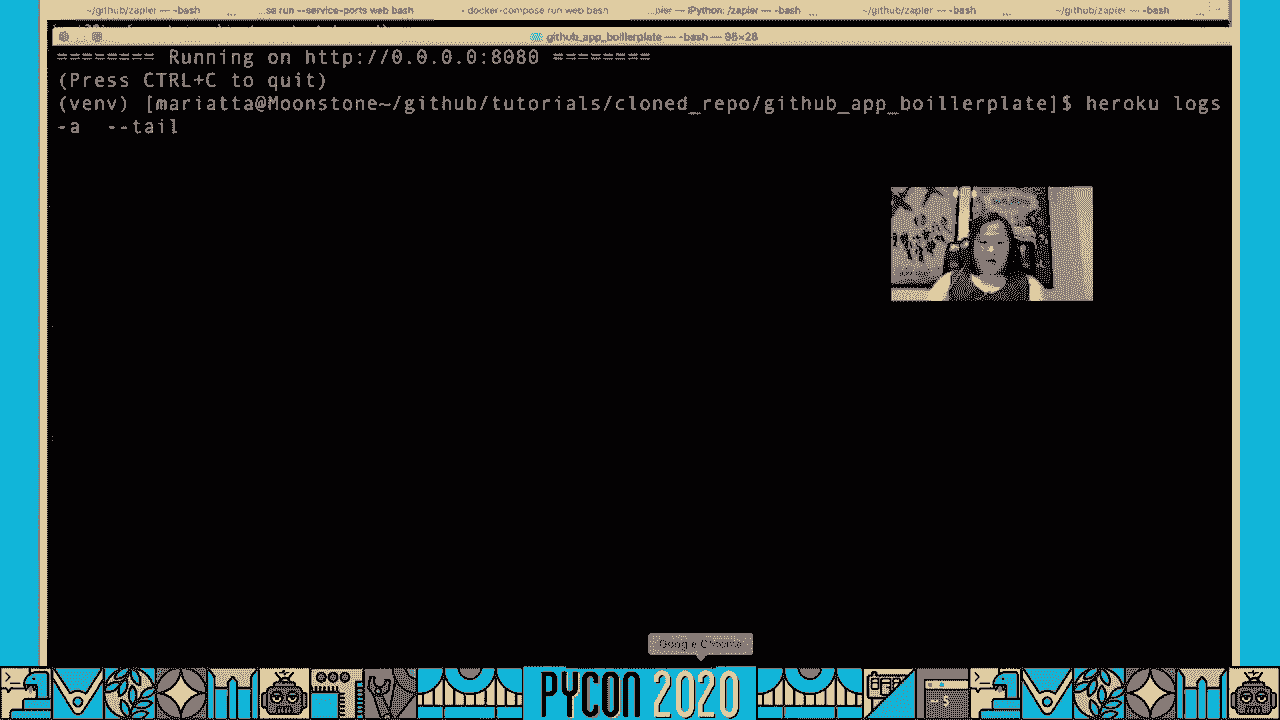 ~/github/zapier — -bash ... ...se run --service-ports web bash - docker-compose run web bash ...pier — IPython: /zapier — -bash ... ~/github/zapier — -bash ... ~/github/zapier — -bash ...
github_app_boilerplate — -bash — 96×28
======== Running on http://0.0.0.0:8080 ========
(Press CTRL+C to quit)
(venv) [mariatta@Moonstone~/github/tutorials/cloned_repo/github_app_boillerplate]$ heroku logs
-a  --tail
Google Chrome
PYCON 2020